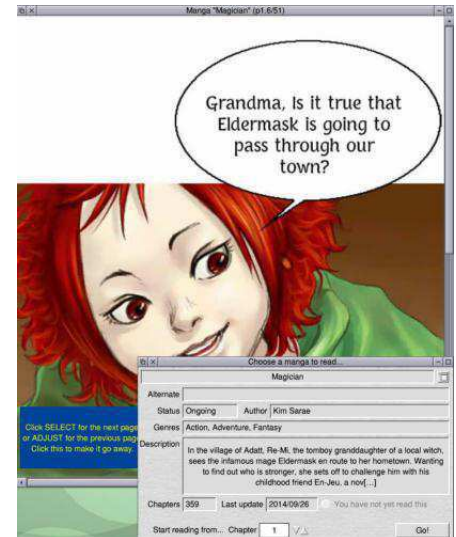 Manga "Magician" (p1.6/51)
Grandma, Is it true that
Eldermask is going to
pass through our
town?
Choose a manga to read...
Magician
Alternate
Status Ongoing Author Kim Sarae
Genres Action, Adventure, Fantasy
Description In the village of Adatt, Re-Mi, the tomboy granddaughter of a local witch,
sees the infamous mage Eldermask en route to her hometown. Wanting
to find out who is stronger, she sets off to challenge him with his
childhood friend En-Jeu, a nov[...]
Chapters 359 Last update 2014/09/26 You have not yet read this
Start reading from... Chapter 1 Go!
Click SELECT for the next page
or ADJUST for the previous page
Click this to make it go away.